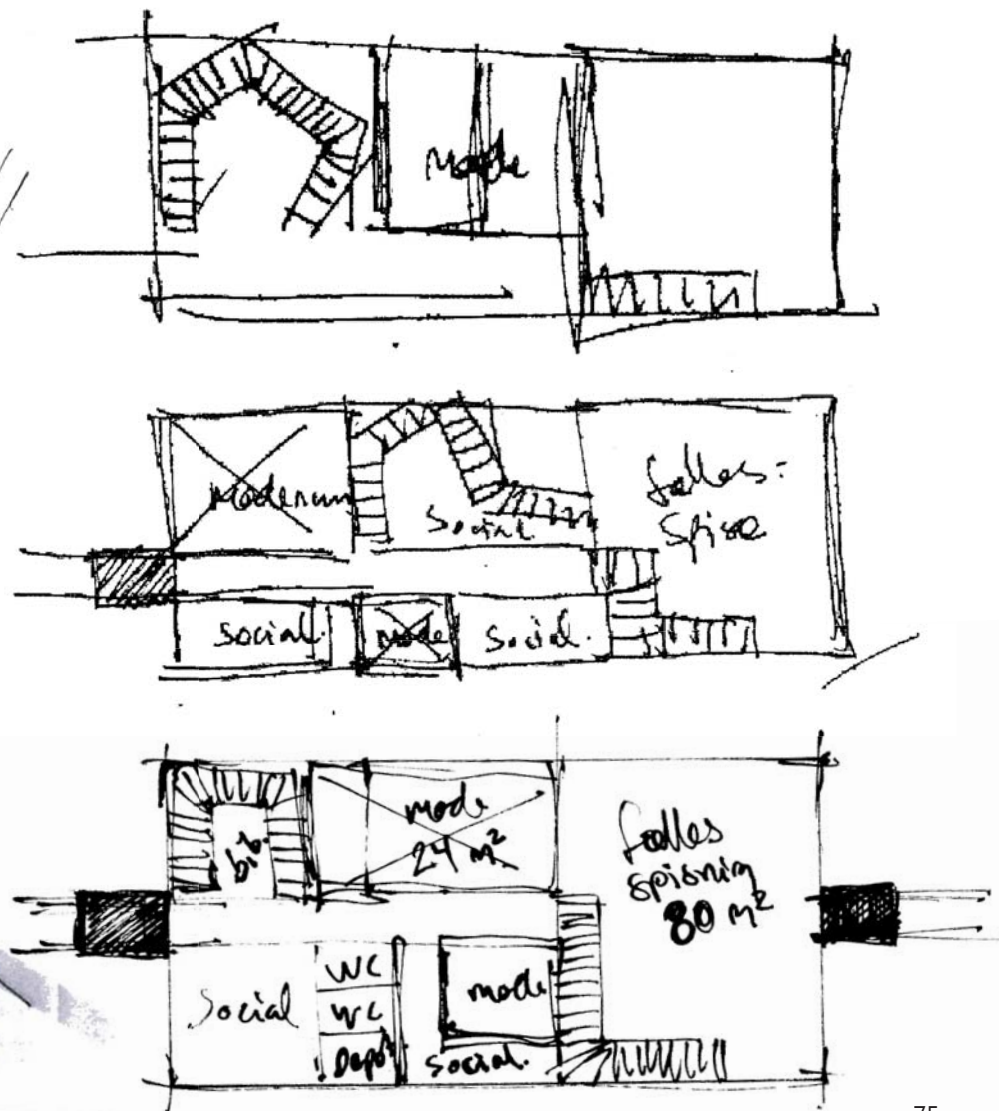 mode
møderum
Social
fælles:
Spise
Social.
mode
Social.
bib.
mode
24 m²
fælles
spisning
80 m²
Social
WC
WC
Depot
mode
Social.
75